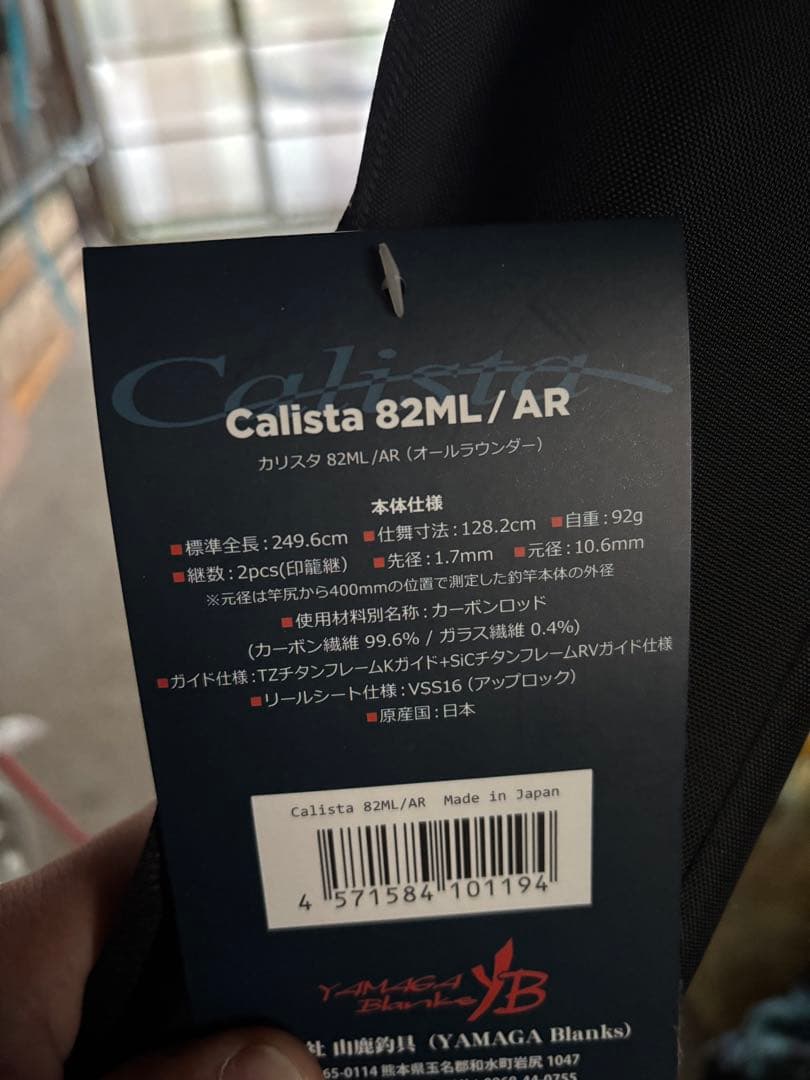 Calista
Calista 82ML/AR
カリスタ 82ML/AR（オールラウンダー）
本体仕様
■標準全長：249.6cm ■仕舞寸法：128.2cm ■自重：92g
■継数：2pcs(印籠継) ■先径：1.7mm ■元径：10.6mm
※元径は竿尻から400mmの位置で測定した釣竿本体の外径
■使用材料別名称：カーボンロッド
(カーボン繊維 99.6% / ガラス繊維 0.4%)
■ガイド仕様：TZチタンフレームKガイド+SiCチタンフレームRVガイド仕様
■リールシート仕様：VSS16（アップロック）
■原産国：日本
Calista 82ML/AR Made in Japan
4 571584 101194
YAMAGA
Blanks
YB
社 山鹿釣具（YAMAGA Blanks）
65-0114 熊本県玉名郡和水町岩尻 1047